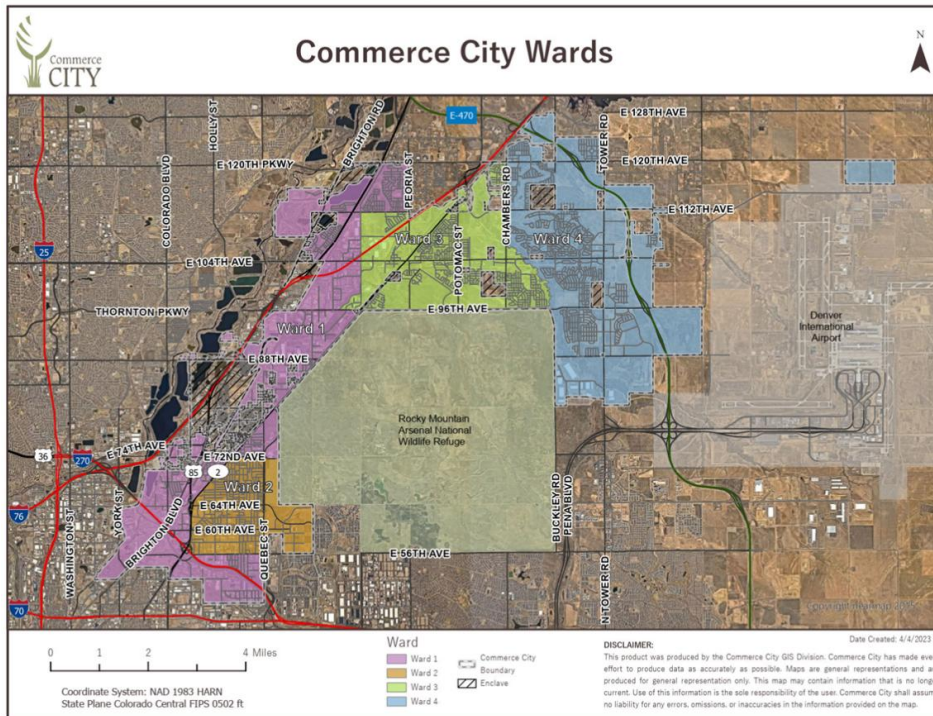 Commerce
CITY
Commerce City Wards
N
E-470
E 128TH AVE
HOLLY ST
BRIGHTON RD
TOWER RD
COLORADO BLVD
E 120TH PKWY
PEORIA ST
E 120TH AVE
CHAMBERS RD
E 112TH AVE
Ward 3
Ward 4
POTOMAC ST
25
E 104TH AVE
THORNTON PKWY
E 96TH AVE
Ward 1
Denver
International
Airport
E 88TH AVE
Rocky Mountain
Arsenal National
Wildlife Refuge
E 74TH AVE
36
270
E 72ND AVE
85
2
Ward 2
E 64TH AVE
76
YORK ST
BRIGHTON BLVD
E 60TH AVE
QUEBEC ST
WASHINGTON ST
BUCKLEY RD
PENA BLVD
E 56TH AVE
N TOWER RD
70
0 2 4 Miles
Coordinate System: NAD 1983 HARN
State Plane Colorado Central FIPS 0502 ft
Ward
Ward 1
Ward 2
Ward 3
Ward 4
Commerce City
Boundary
Enclave
Date Created: 4/4/2023
DISCLAIMER:
This product was produced by the Commerce City GIS Division. Commerce City has made eve
effort to produce data as accurately as possible. Maps are general representations and a
produced for general representation only. This map may contain information that is no long
current. Use of this information is the sole responsibility of the user. Commerce City shall assum
no liability for any errors, omissions, or inaccuracies in the information provided on the map.